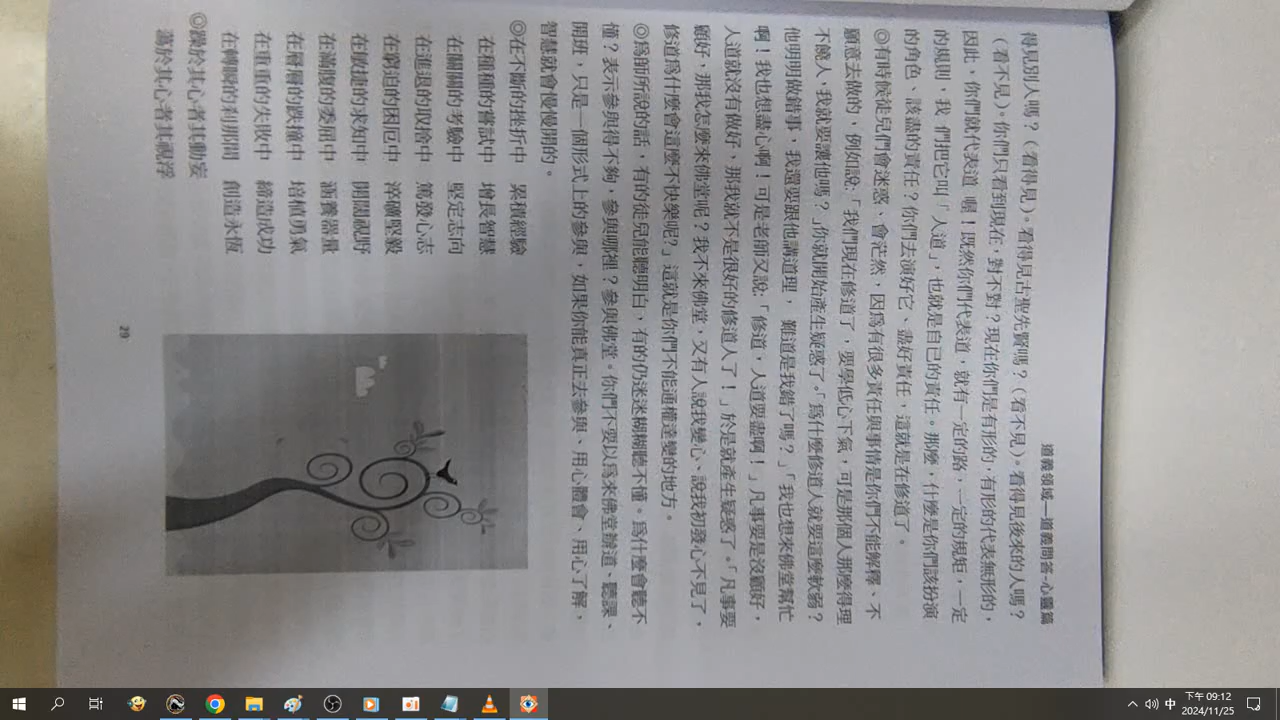 道義領域—道義問答-心靈篇
得見別人嗎？（看得見）。看得見古聖先賢嗎？（看不見）。看得見後來的人嗎？
（看不見）。你們只看到現在，對不對？現在你們是有形的，有形的代表無形的，
因此，你們就代表道喔！既然你們代表道，就有一定的路，一定的規矩，一定
的規則，我們把它叫「人道」，也就是自己的責任。那麼，什麼是你們該扮演
的角色、該盡的責任？你們去演好它、盡好責任，這就是在修道了。
◎有時候徒兒們會迷惑、會茫然，因為有很多責任與事情是你們不能解釋、不
願意去做的，例如說：「我們現在修道了，要學低心下氣，可是那個人那麼得理
不饒人，我就要讓他嗎？」你就開始產生疑惑了。「為什麼修道人就要這麼軟弱？
他明明做錯事，我還要跟他講道理，難道是我錯了嗎？」「我也想來佛堂幫忙
啊！我也想盡心啊！可是老師又說：「修道，人道要盡啊！」凡事要是沒顧好，
人道就沒有做好，那我就不是很好的修道人了！」於是就產生疑惑了。「凡事要
顧好，那我怎麼來佛堂呢？我不來佛堂，又有人說我變心、說我初發心不見了，
修道為什麼會這麼不快樂呢？」這就是你們不能通權達變的地方。
◎為師所說的話，有的徒兒能聽明白，有的仍迷迷糊糊聽不懂。為什麼會聽不
懂？表示參與得不夠，參與哪裡？參與佛堂。你們不要以為來佛堂辦道、聽課、
開班，只是一個形式上的參與，如果你能真正去參與、用心體會、用心了解，
智慧就會慢慢開的。
◎在不斷的挫折中 累積經驗
在種種的嘗試中 增長智慧
在關關的考驗中 堅定志向
在進退的取捨中 篤發心志
在窮迫的困厄中 淬礪堅毅
在敏捷的求知中 開闊視野
在滿腹的委屈中 涵養器量
在層層的跌撞中 培植勇氣
在重重的失敗中 締造成功
在轉瞬的剎那間 創造永恆
◎躁於其心者其動妄
蕩於其心者其視浮
29
下午 09:12
中
2024/11/25